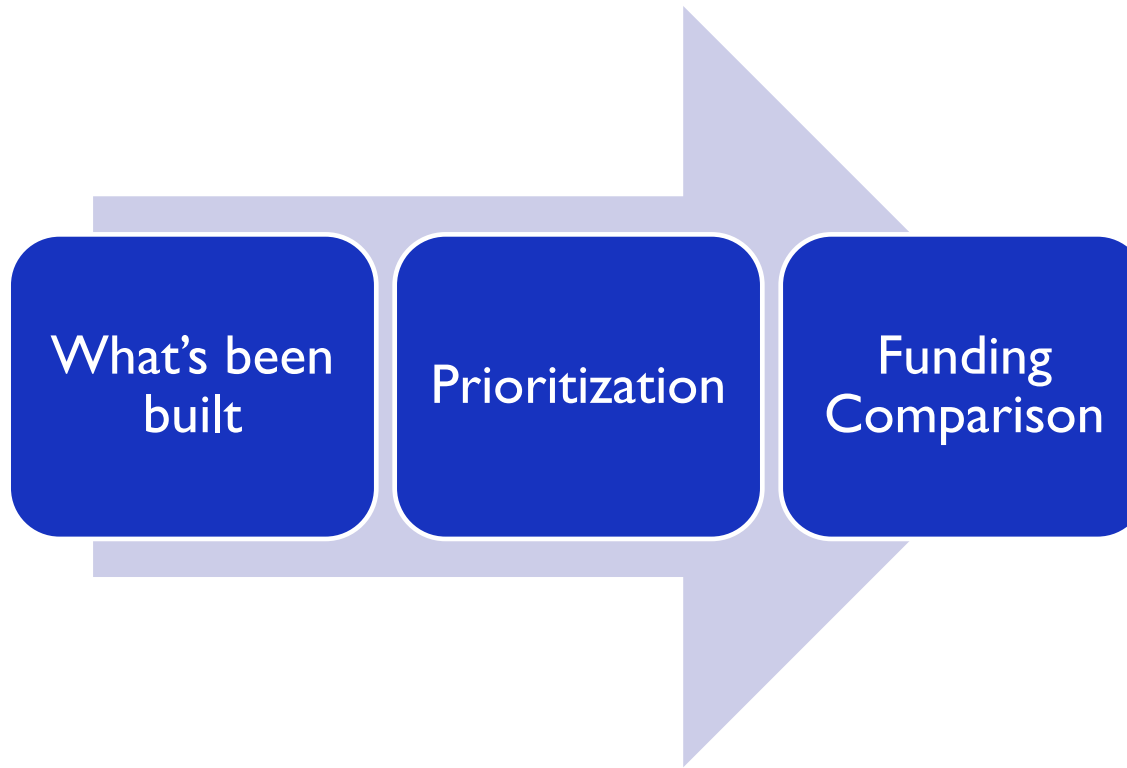 What’s been
built
Prioritization
Funding
Comparison